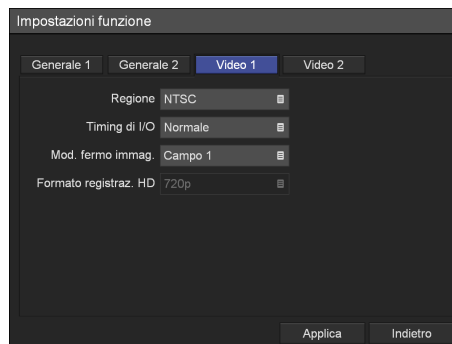 Impostazioni funzione
Generale 1 Generale 2 Video 1 Video 2
Regione NTSC
Timing di I/O Normale
Mod. fermo immag. Campo 1
Formato registraz. HD 720p
Applica Indietro